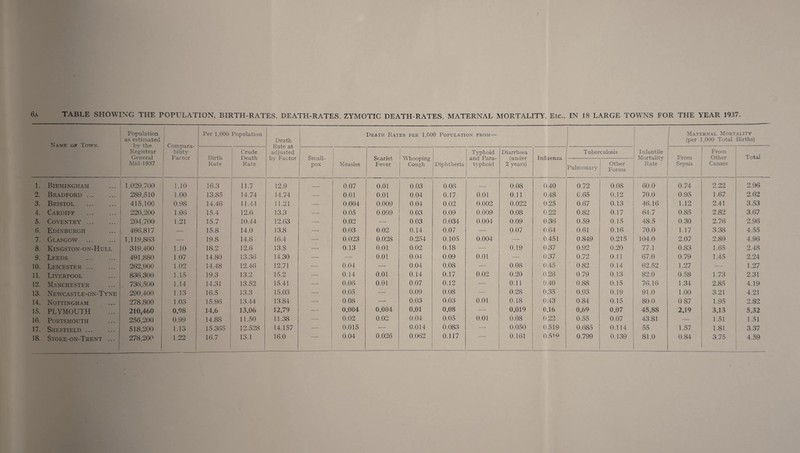 6A TABLE SHOWING THE POPULATION, BIRTH-RATES, DEATH-RATES, ZYMOTIC DEATH-RATES, MATERNAL MORTALITY, Etc., IN 18 LARGE TOWNS FOR THE YEAR 1937.
Name of Town. | Population as estimated by the Registrar General Mid-1937 | Comparability Factor | Per 1,000 Population | Death Rate as adjusted by Factor | Death Rates per 1,000 Population from— | Infantile Mortality Rate | Maternal Mortality (per 1,000 Total Births)
Birth Rate | Crude Death Rate | Small-pox | Measles | Scarlet Fever | Whooping Cough | Diphtheria | Typhoid and Para-typhoid | Diarrhœa (under 2 years) | Influenza | Tuberculosis | From Sepsis | From Other Causes | Total
Pulmonary | Other Forms
1. Birmingham ... 1,029,700 1.10 16.3 11.7 12.9 — 0.07 0.01 0.03 0.06 — 0.08 0.40 0.72 0.08 60.0 0.74 2.22 2.96
2. Bradford ... 289,510 1.00 13.85 14.74 14.74 — 0.01 0.01 0.04 0.17 0.01 0.11 0.48 0.65 0.12 70.0 0.95 1.67 2.62
3. Bristol ... 415,100 0.98 14.46 11.44 11.21 — 0.004 0.009 0.04 0.02 0.002 0.022 0.25 0.67 0.13 46.16 1.12 2.41 3.53
4. Cardiff ... 220,200 1.06 15.4 12.6 13.3 — 0.05 0.009 0.03 0.09 0.009 0.08 0.22 0.82 0.17 64.7 0.85 2.82 3.67
5. Coventry ... 204,700 1.21 15.7 10.44 12.63 — 0.02 — 0.03 0.034 0.004 0.09 0.36 0.59 0.15 48.5 0.30 2.76 2.96
6. Edinburgh ... 466,817 — 15.8 14.0 13.8 — 0.03 0.02 0.14 0.07 — 0.07 0.64 0.61 0.16 70.0 1.17 3.38 4.55
7. Glasgow ... 1,119,863 — 19.8 14.8 16.4 — 0.023 0.028 0.254 0.105 0.004 — 0.451 0.849 0.215 104.0 2.07 2.89 4.96
8. Kingston-on-Hull 319,400 1.10 18.2 12.6 13.8 — 0.13 0.01 0.02 0.18 — 0.19 0.37 0.92 0.20 77.1 0.83 1.65 2.48
9. Leeds ... 491,880 1.07 14.80 13.36 14.30 — — 0.01 0.04 0.09 0.01 — 0.37 0.72 0.11 67.0 0.79 1.45 2.24
10. Leicester ... 262,900 1.02 14.48 12.46 12.71 — 0.04 — 0.04 0.08 — 0.08 0.45 0.82 0.14 62.52 1.27 — 1.27
11. Liverpool ... 836,300 1.15 19.3 13.2 15.2 — 0.14 0.01 0.14 0.17 0.02 0.20 0.26 0.79 0.13 82.0 0.58 1.73 2.31
12. Manchester ... 736,500 1.14 14.31 13.52 15.41 — 0.06 0.01 0.07 0.12 — 0.11 0.40 0.88 0.15 76.16 1.34 2.85 4.19
13. Newcastle-on-Tyne 290,400 1.13 16.5 13.3 15.03 — 0.05 — 0.09 0.08 — 0.28 0.35 0.93 0.19 91.0 1.00 3.21 4.21
14. Nottingham ... 278,800 1.03 15.96 13.44 13.84 — 0.08 — 0.03 0.03 0.01 0.18 0.43 0.84 0.15 80.0 0.87 1.95 2.82
15. PLYMOUTH ... 210,460 0,98 14,6 13,06 12,79 — 0,004 0,004 0,01 0,08 — 0,019 0,16 0,69 0,07 45,88 2,19 3,13 5,32
16. Portsmouth ... 256,200 0.99 14.88 11.50 11.38 — 0.02 0.02 0.04 0.05 0.01 0.08 0.22 0.55 0.07 43.81 — 1.51 1.51
17. Sheffield ... 518,200 1.13 15.365 12.528 14.157 — 0.015 — 0.014 0.083 — 0.050 0.519 0.685 0.114 55 1.57 1.81 3.37
18. Stoke-on-Trent ... 1.22 16.7 13.1 16.0 — 0.04 0.026 0.062 0.117 — 0.161 0.799 0.139 81.0 0.84 3.75 4.59